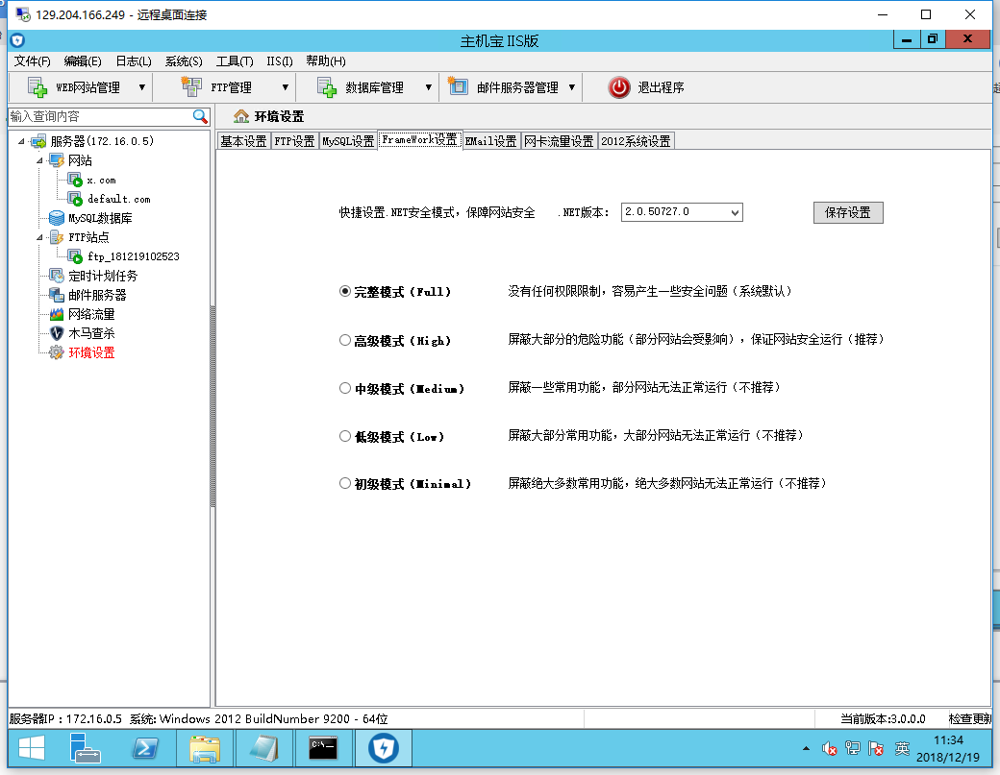 129.204.166.249 - 远程桌面连接
主机宝 IIS版
文件(F) 编辑(E) 日志(L) 系统(S) 工具(T) IIS(I) 帮助(H)
WEB网站管理 FTP管理 数据库管理 邮件服务器管理 退出程序
输入查询内容
环境设置
基本设置 FTP设置 MySQL设置 FrameWork设置 EMail设置 网卡流量设置 2012系统设置
服务器(172.16.0.5)
网站
x.com
default.com
MySQL数据库
FTP站点
ftp_181219102523
定时计划任务
邮件服务器
网络流量
木马查杀
环境设置
快捷设置.NET安全模式，保障网站安全 .NET版本： 2.0.50727.0 保存设置
完整模式（Full） 没有任何权限限制，容易产生一些安全问题（系统默认）
高级模式（High） 屏蔽大部分的危险功能（部分网站会受影响），保证网站安全运行（推荐）
中级模式（Medium） 屏蔽一些常用功能，部分网站无法正常运行（不推荐）
低级模式（Low） 屏蔽大部分常用功能，大部分网站无法正常运行（不推荐）
初级模式（Minimal） 屏蔽绝大多数常用功能，绝大多数网站无法正常运行（不推荐）
服务器IP：172.16.0.5 系统: Windows 2012 BuildNumber 9200 - 64位 当前版本:3.0.0.0 检查更新
英 11:34
2018/12/19